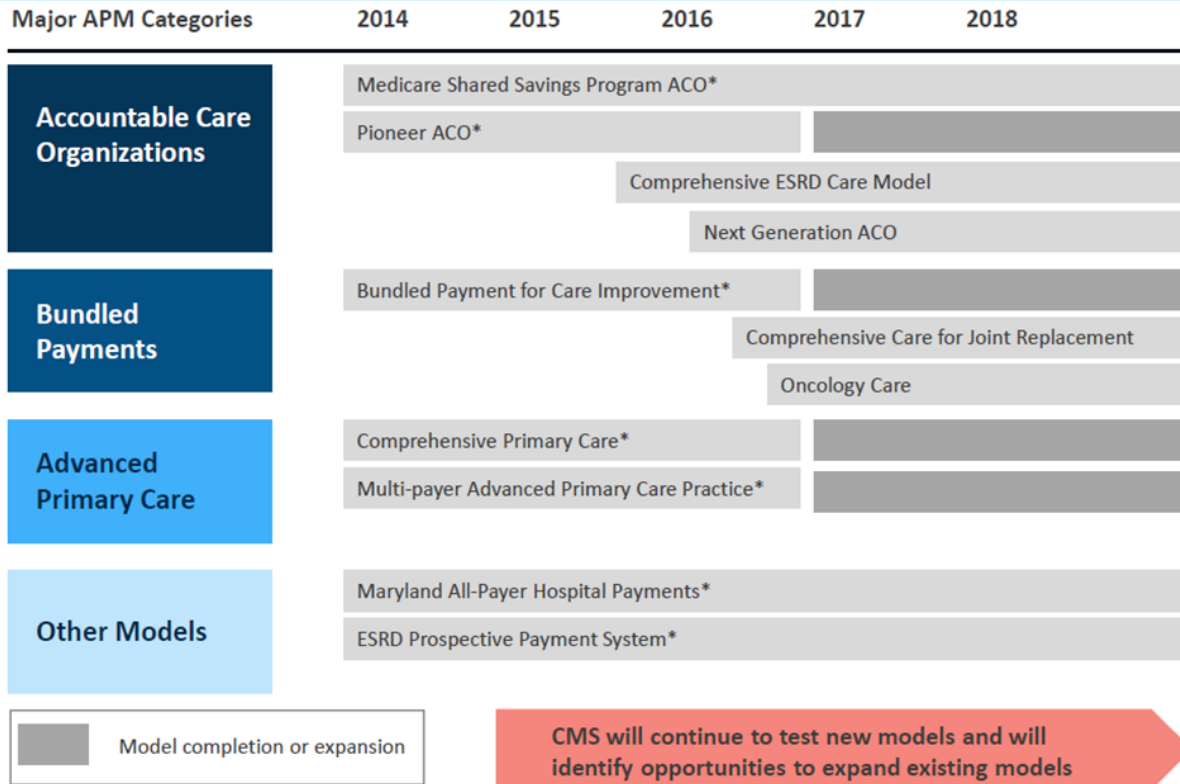 Major APM Categories 2014 2015 2016 2017 2018
Accountable Care
Organizations
Medicare Shared Savings Program ACO*
Pioneer ACO*
Comprehensive ESRD Care Model
Next Generation ACO
Bundled
Payments
Bundled Payment for Care Improvement*
Comprehensive Care for Joint Replacement
Oncology Care
Advanced
Primary Care
Comprehensive Primary Care*
Multi-payer Advanced Primary Care Practice*
Other Models
Maryland All-Payer Hospital Payments*
ESRD Prospective Payment System*
Model completion or expansion
CMS will continue to test new models and will
identify opportunities to expand existing models